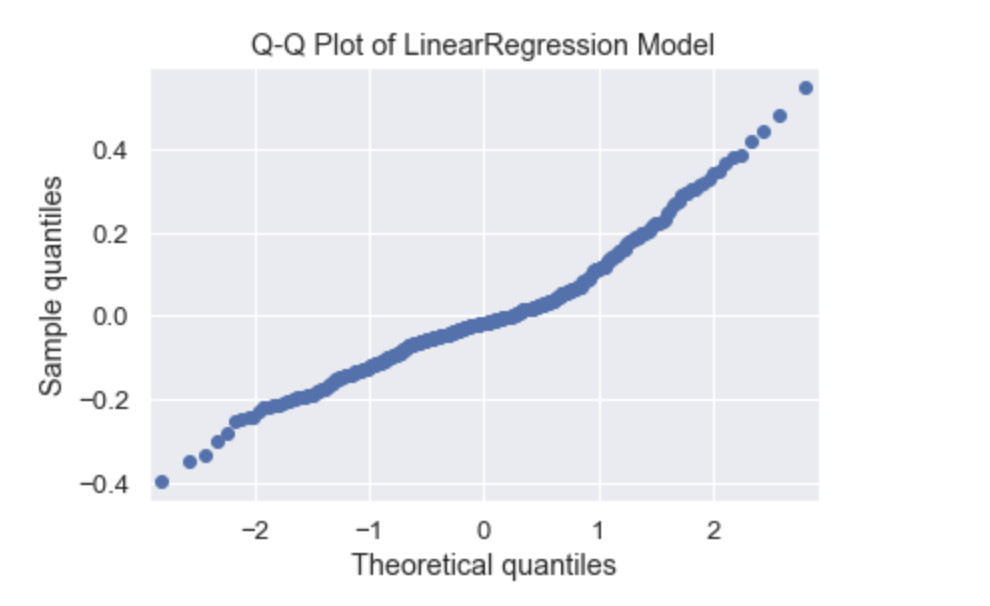 Q-Q Plot of LinearRegression Model
0.4
0.2
0.0
−0.2
−0.4
Sample quantiles
−2 −1 0 1 2
Theoretical quantiles